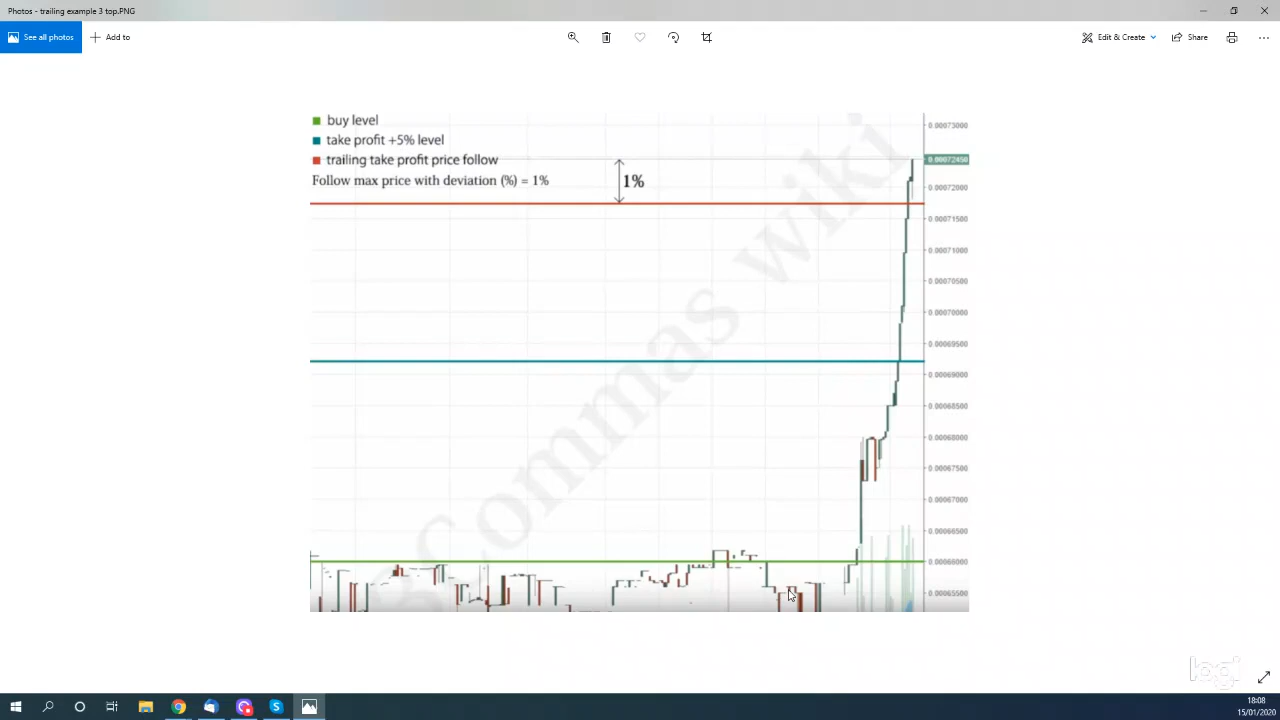 Photos - trailing example 3 top.PNG
See all photos
Add to
Edit & Create
Share
buy level
take profit +5% level
trailing take profit price follow
Follow max price with deviation (%) = 1%
1%
0.00073000
0.00072450
0.00072000
0.00071500
0.00071000
0.00070500
0.00070000
0.00069500
0.00069000
0.00068500
0.00068000
0.00067500
0.00067000
0.00066500
0.00066000
0.00065500
3Commas wiki
logi
18:08
15/01/2020